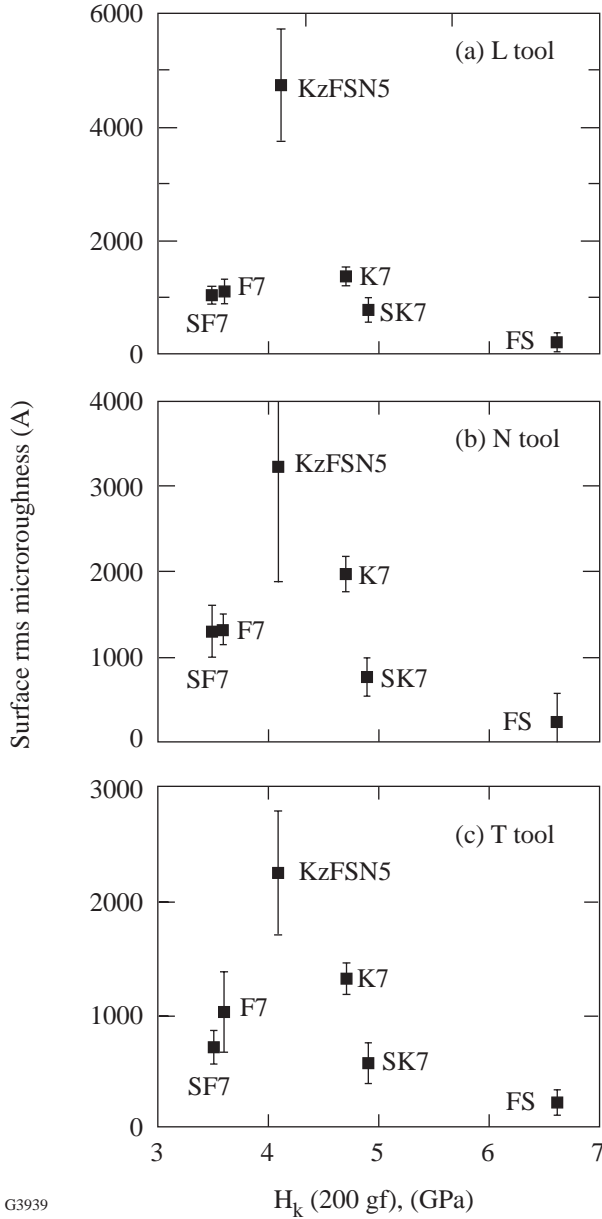 6000
(a) L tool
KzFSN5
4000
2000
K7
F7
SK7
SF7
FS
0
Surface rms microroughness (A)
4000
(b) N tool
KzFSN5
3000
K7
2000
F7
1000
SF7
SK7
FS
0
3000
(c) T tool
KzFSN5
2000
K7
F7
1000
SK7
SF7
FS
0
3 4 5 6 7
G3939
Hk (200 gf), (GPa)